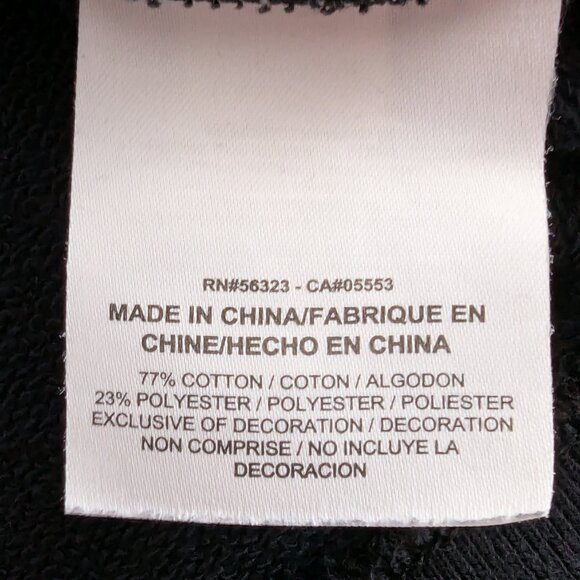 RN#56323 - CA#05553
MADE IN CHINA/FABRIQUE EN
CHINE/HECHO EN CHINA
77% COTTON / COTON / ALGODON
23% POLYESTER / POLYESTER / POLIESTER
EXCLUSIVE OF DECORATION / DECORATION
NON COMPRISE / NO INCLUYE LA
DECORACION